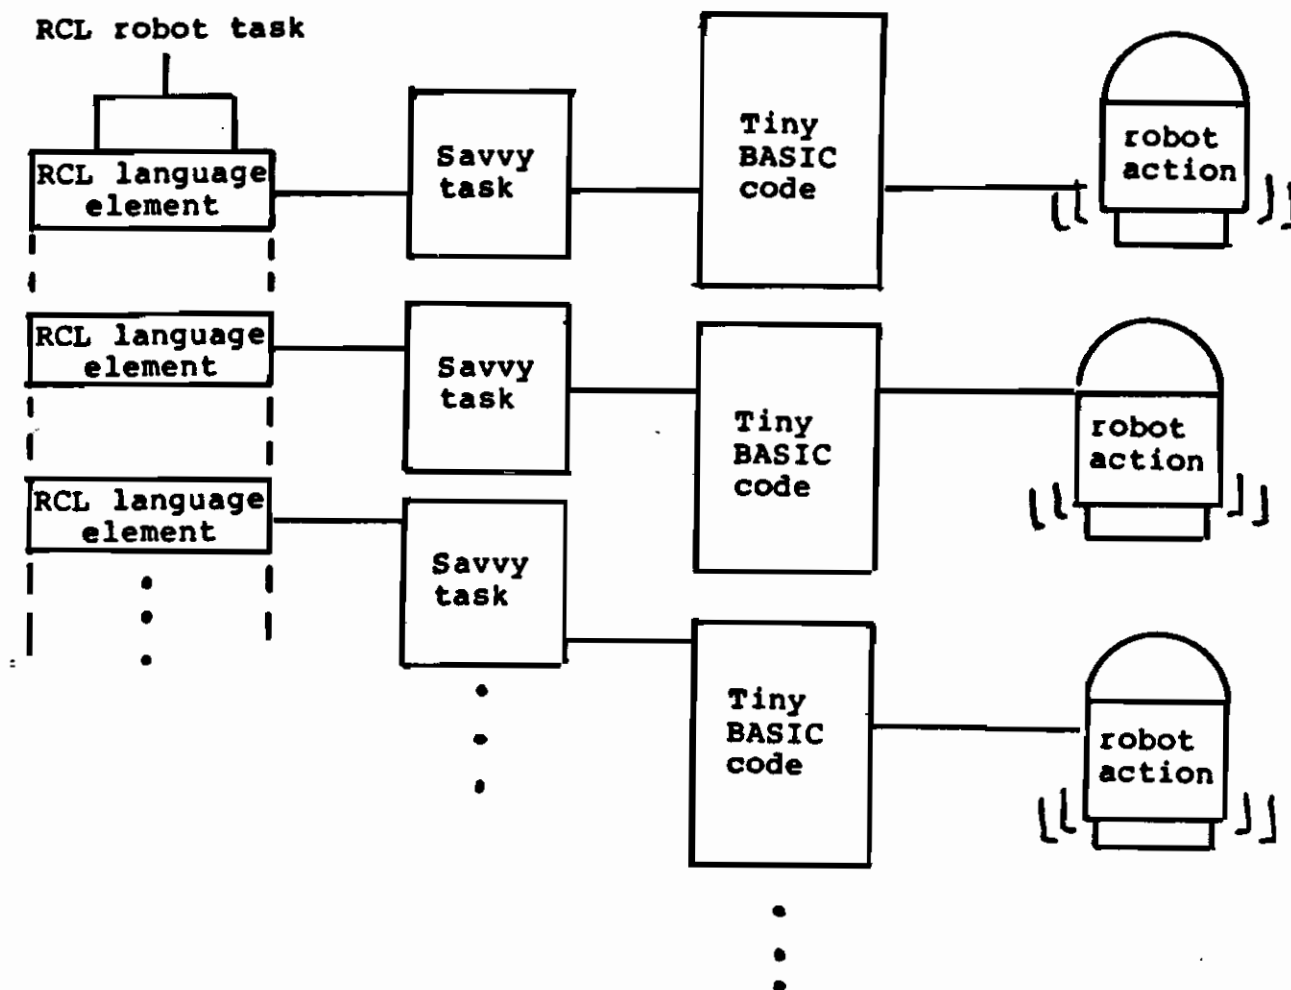 RCL robot task
RCL language
element
Savvy
task
Tiny
BASIC
code
robot
action
RCL language
element
Savvy
task
Tiny
BASIC
code
robot
action
RCL language
element
Savvy
task
Tiny
BASIC
code
robot
action